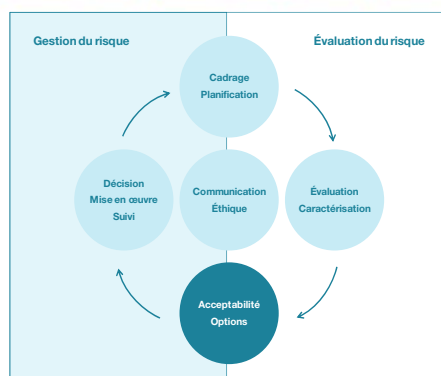 Gestion du risque
Évaluation du risque
Cadrage
Planification
Décision
Mise en œuvre
Suivi
Communication
Éthique
Évaluation
Caractérisation
Acceptabilité
Options